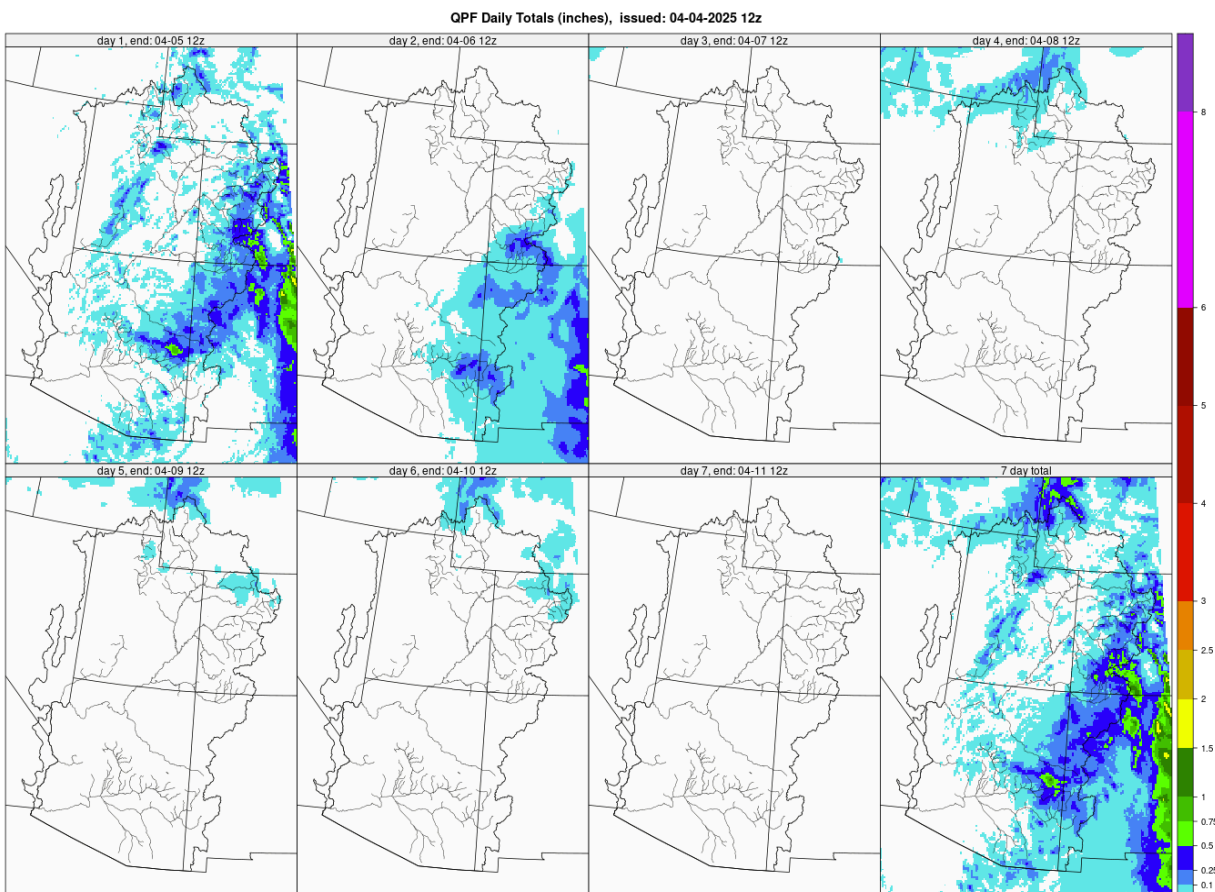 QPF Daily Totals (inches), issued: 04-04-2025 12z
day 1, end: 04-05 12z
day 2, end: 04-06 12z
day 3, end: 04-07 12z
day 4, end: 04-08 12z
day 5, end: 04-09 12z
day 6, end: 04-10 12z
day 7, end: 04-11 12z
7 day total
8
6
5
4
3
2.5
2
1.5
1
0.75
0.5
0.25
0.1